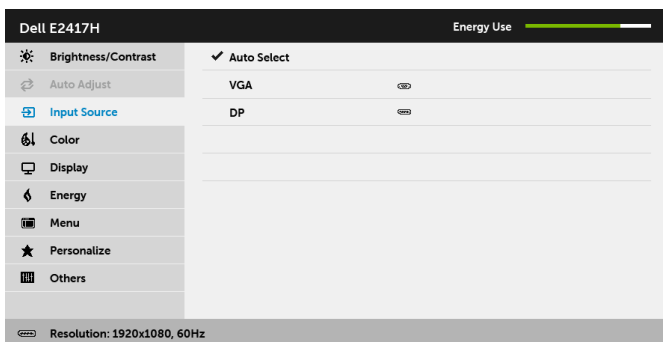 Dell E2417H Energy Use
Brightness/Contrast Auto Select
Auto Adjust VGA
Input Source DP
Color
Display
Energy
Menu
Personalize
Others
Resolution: 1920x1080, 60Hz